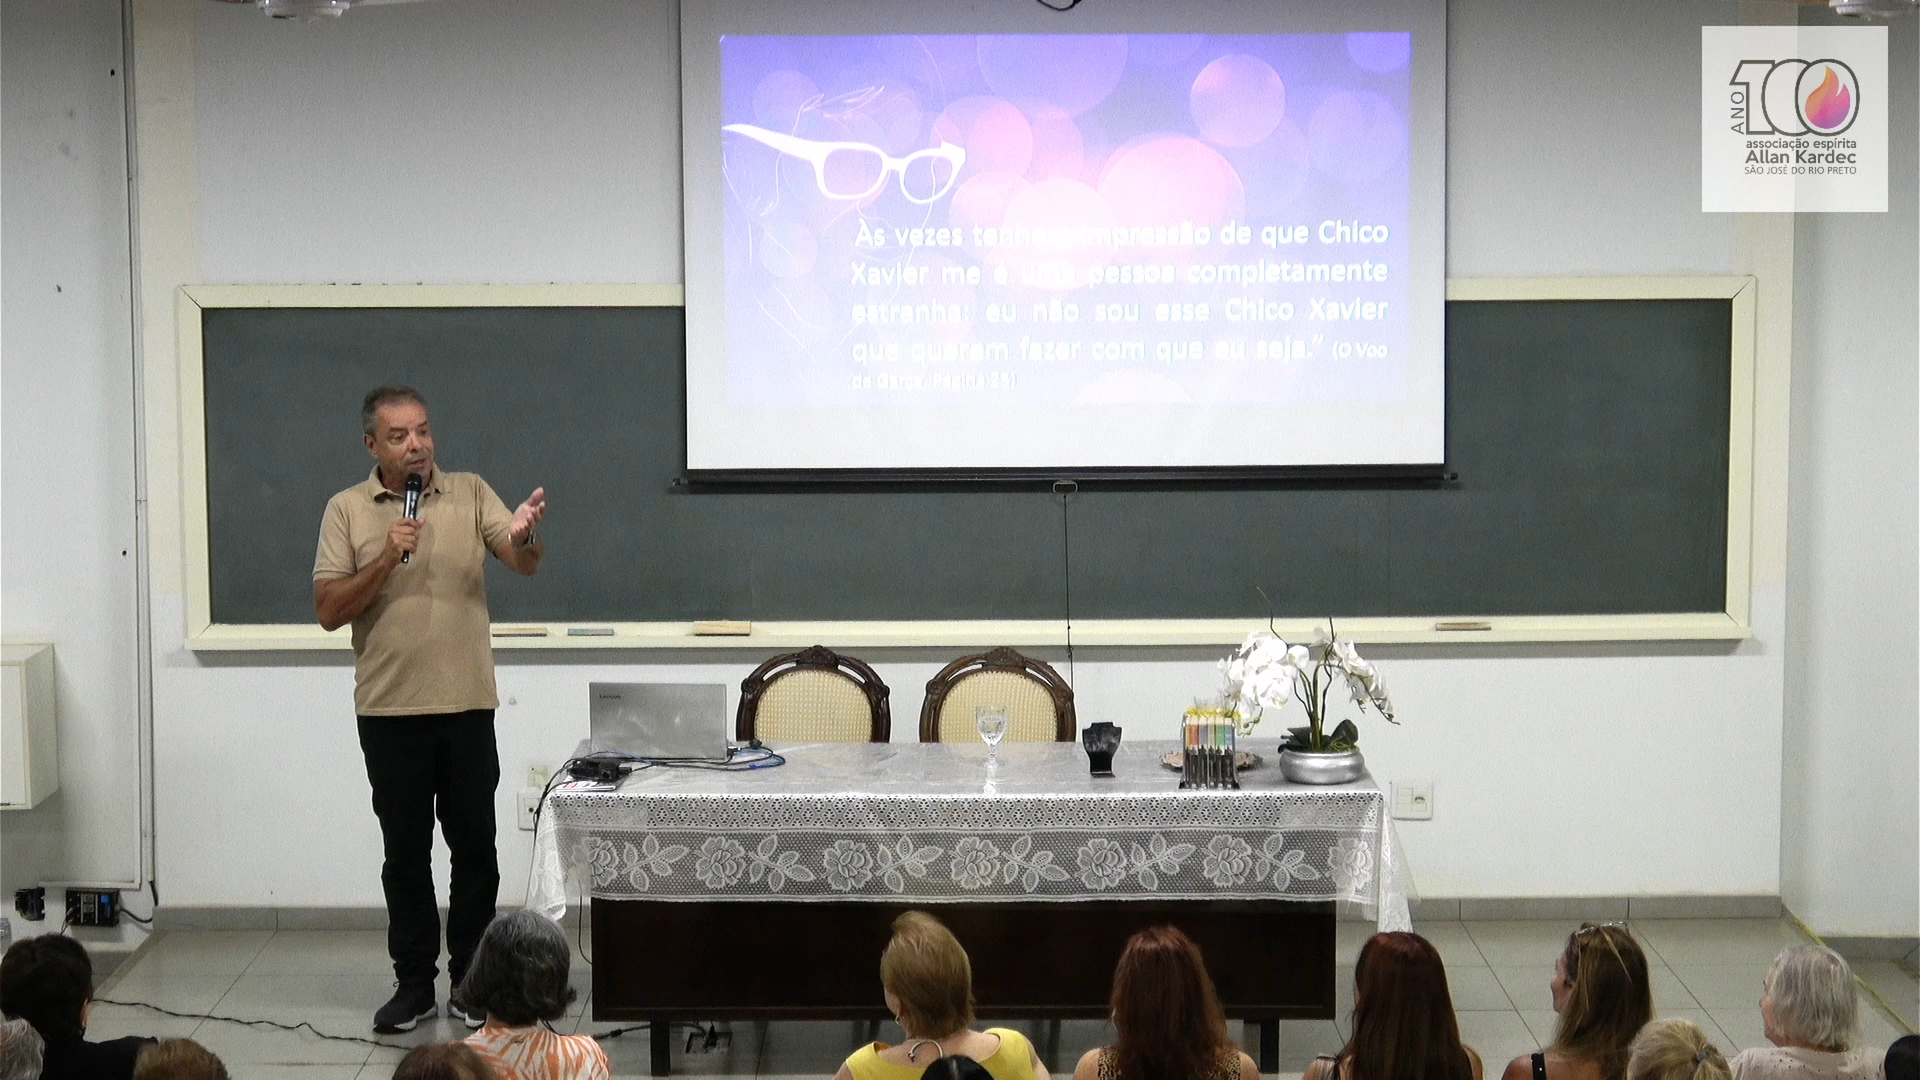 Às vezes tenho a impressão de que Chico
Xavier me é uma pessoa completamente
estranha; eu não sou esse Chico Xavier
que querem fazer com que eu seja.” (O Voo
da Garça, Página 23)
ANO 100
associação espírita
Allan Kardec
SÃO JOSÉ DO RIO PRETO
Lenovo